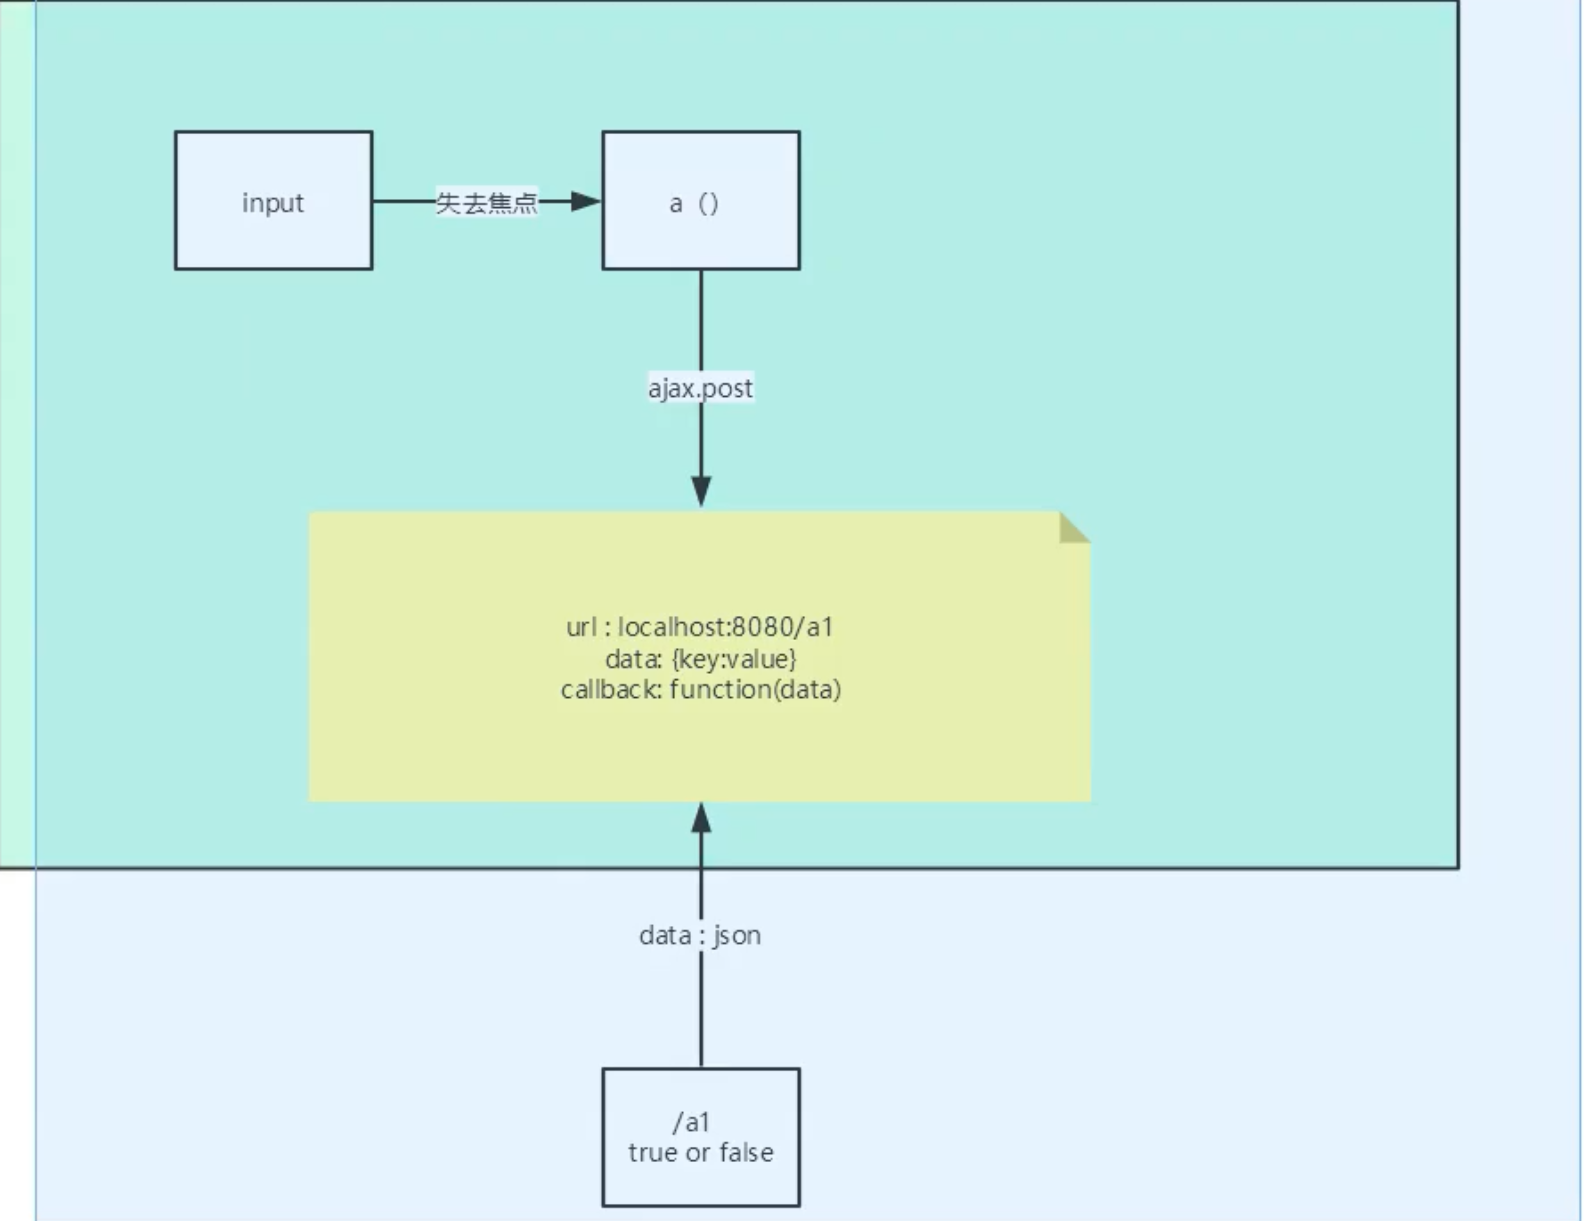 input
失去焦点
a（）
ajax.post
url : localhost:8080/a1
data: {key:value}
callback: function(data)
data : json
/a1
true or false